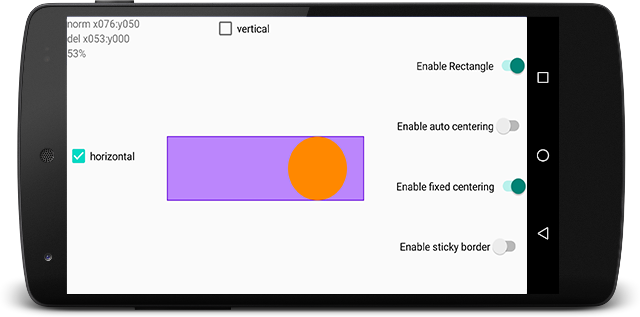 norm x076:y050
del x053:y000
53%
vertical
Enable Rectangle
Enable auto centering
horizontal
Enable fixed centering
Enable sticky border